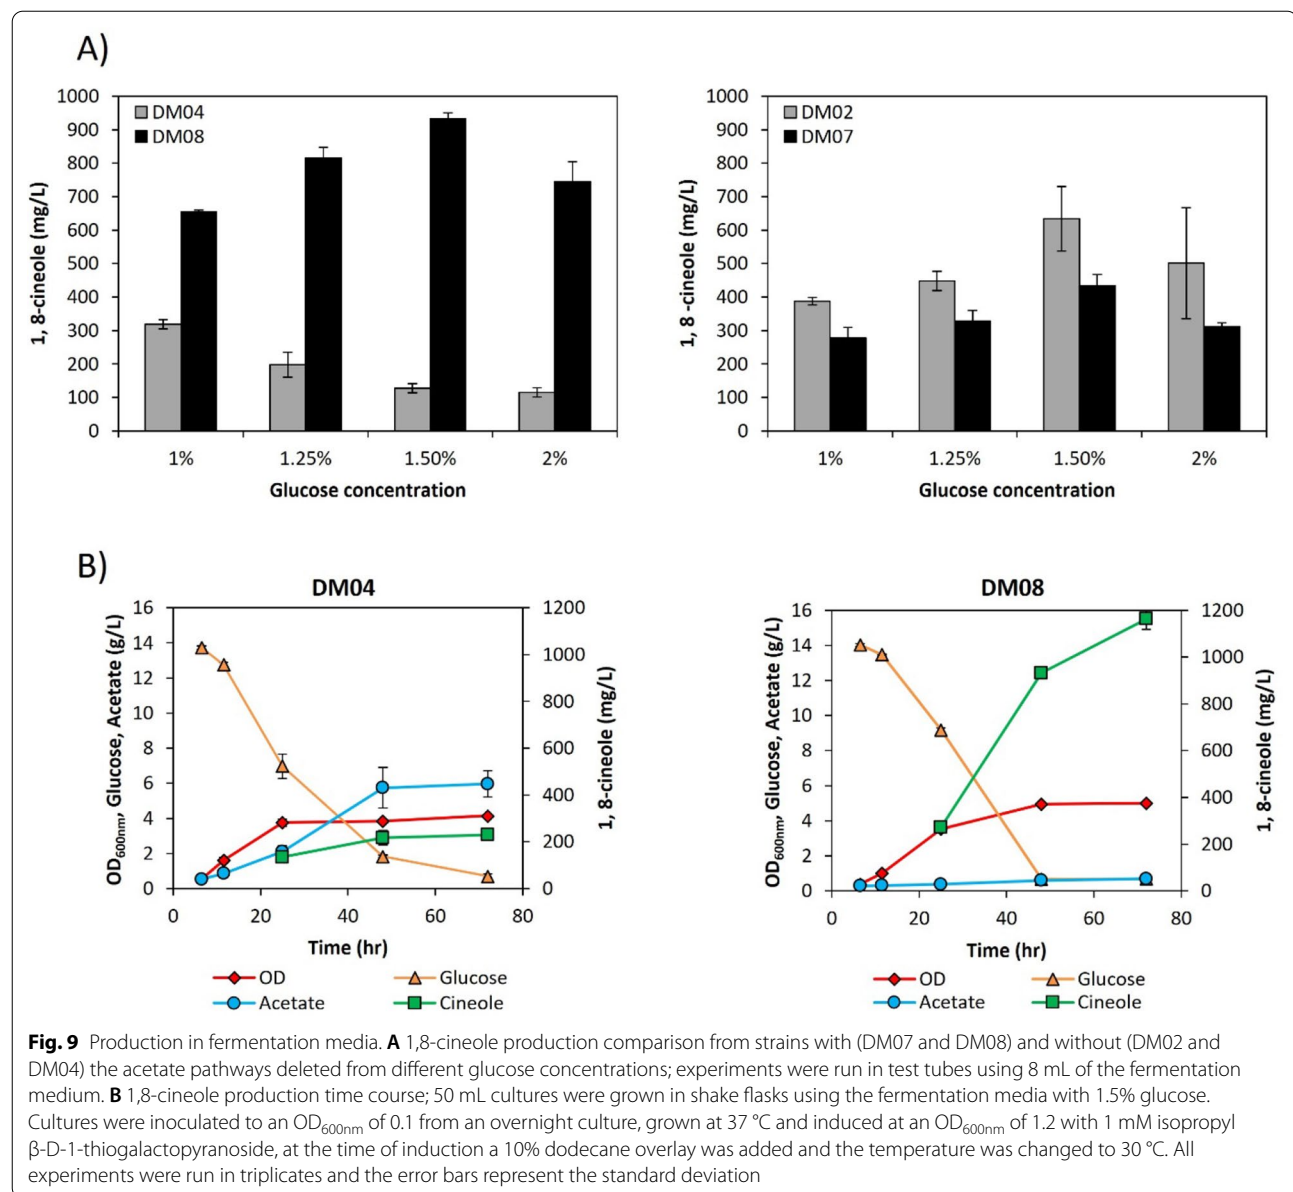 A)
1000
900
800
700
600
500
400
300
200
100
0
1, 8-cineole (mg/L)
DM04
DM08
1%
1.25%
1.50%
2%
Glucose concentration
1000
900
800
700
600
500
400
300
200
100
0
1, 8 -cineole (mg/L)
DM02
DM07
1%
1.25%
1.50%
2%
Glucose concentration
B)
DM04
16
14
12
10
8
6
4
2
0
OD600nm, Glucose, Acetate (g/L)
1200
1000
800
600
400
200
0
1, 8-cineole (mg/L)
0
20
40
60
80
Time (hr)
OD
Glucose
Acetate
Cineole
DM08
16
14
12
10
8
6
4
2
0
OD600nm, Glucose, Acetate (g/L)
1200
1000
800
600
400
200
0
1, 8-cineole (mg/L)
0
20
40
60
80
Time (hr)
OD
Glucose
Acetate
Cineole
Fig. 9 Production in fermentation media. A 1,8-cineole production comparison from strains with (DM07 and DM08) and without (DM02 and
DM04) the acetate pathways deleted from different glucose concentrations; experiments were run in test tubes using 8 mL of the fermentation
medium. B 1,8-cineole production time course; 50 mL cultures were grown in shake flasks using the fermentation media with 1.5% glucose.
Cultures were inoculated to an OD600nm of 0.1 from an overnight culture, grown at 37 °C and induced at an OD600nm of 1.2 with 1 mM isopropyl
β-D-1-thiogalactopyranoside, at the time of induction a 10% dodecane overlay was added and the temperature was changed to 30 °C. All
experiments were run in triplicates and the error bars represent the standard deviation